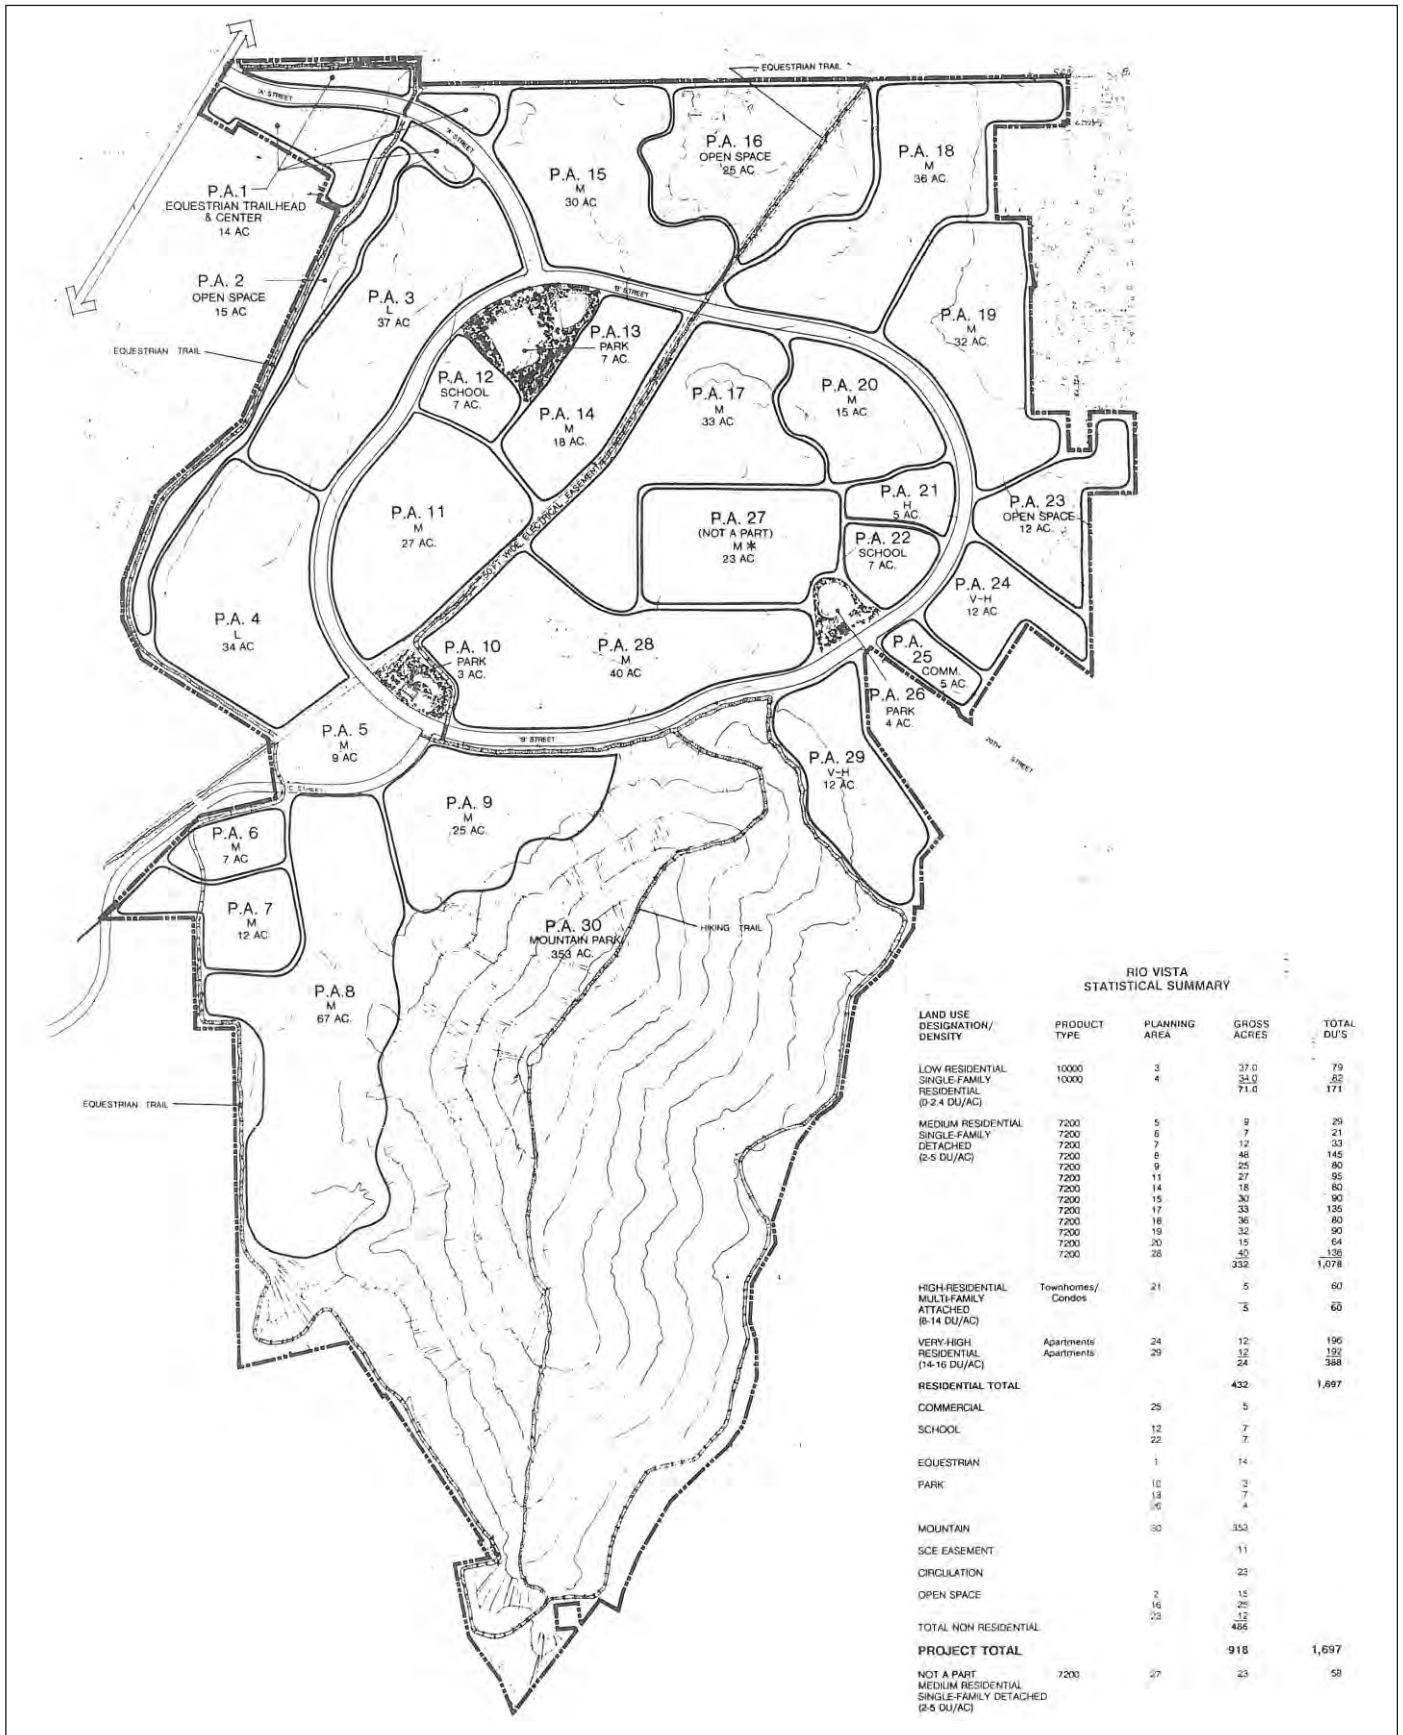 EQUESTRIAN TRAIL
'A' STREET
'A' STREET
P.A.1
EQUESTRIAN TRAILHEAD
& CENTER
14 AC
P.A. 2
OPEN SPACE
15 AC
EQUESTRIAN TRAIL
P.A. 3
L
37 AC
P.A. 15
M
30 AC
P.A. 16
OPEN SPACE
25 AC
P.A. 18
M
36 AC.
'B' STREET
P.A.13
PARK
7 AC.
P.A. 12
SCHOOL
7 AC.
P.A. 14
M
18 AC.
P.A. 17
M
33 AC.
P.A. 20
M
15 AC.
P.A. 19
M
32 AC.
P.A. 11
M
27 AC.
50 FT. WIDE ELECTRICAL EASEMENT
P.A. 27
(NOT A PART)
M *
23 AC.
P.A. 21
H
5 AC.
P.A. 22
SCHOOL
7 AC.
P.A. 23
OPEN SPACE
12 AC.
P.A. 24
V-H
12 AC
P.A. 4
L
34 AC
P.A. 10
PARK
3 AC.
P.A. 28
M
40 AC
P.A.
25
COMM.
5 AC.
P.A. 26
PARK
4 AC.
20TH STREET
P.A. 5
M
9 AC
'B' STREET
'C' STREET
P.A. 29
V-H
12 AC.
P.A. 9
M
25 AC.
P.A. 6
M
7 AC
P.A. 7
M
12 AC
P.A.8
M
67 AC.
P.A. 30
MOUNTAIN PARK
353 AC.
HIKING TRAIL
EQUESTRIAN TRAIL
RIO VISTA
STATISTICAL SUMMARY
LAND USE DESIGNATION/ DENSITY PRODUCT TYPE PLANNING AREA GROSS ACRES TOTAL DU'S
LOW RESIDENTIAL 10000 3 37.0 79
SINGLE-FAMILY 10000 4 34.0
RESIDENTIAL 71.0 171
(0-2.4 DU/AC)
MEDIUM RESIDENTIAL 7200 5 9 29
SINGLE-FAMILY 7200 6 7 21
DETACHED 7200 7 12 33
(2-5 DU/AC) 7200 8 48 145
7200 9 25 80
7200 11 27 95
7200 14 18 80
7200 15 30 90
7200 17 33 135
7200 18 36 80
7200 19 32 90
7200 20 15 64
7200 28 40 136
332 1,078
HIGH-RESIDENTIAL Townhomes/ 21 5 60
MULTI-FAMILY Condos
ATTACHED 5 60
(8-14 DU/AC)
VERY-HIGH Apartments 24 12 196
RESIDENTIAL Apartments 29 12 192
(14-16 DU/AC) 24 388
RESIDENTIAL TOTAL 432 1,697
COMMERCIAL 25 5
SCHOOL 12 7
22 7
EQUESTRIAN 1 14
PARK 10 3
13 7
26 4
MOUNTAIN 30 353
SCE EASEMENT 11
CIRCULATION 23
OPEN SPACE 2 15
16 25
23 12
TOTAL NON RESIDENTIAL 486
PROJECT TOTAL 918 1,697
NOT A PART 7200 27 23 58
MEDIUM RESIDENTIAL
SINGLE-FAMILY DETACHED
(2-5 DU/AC)